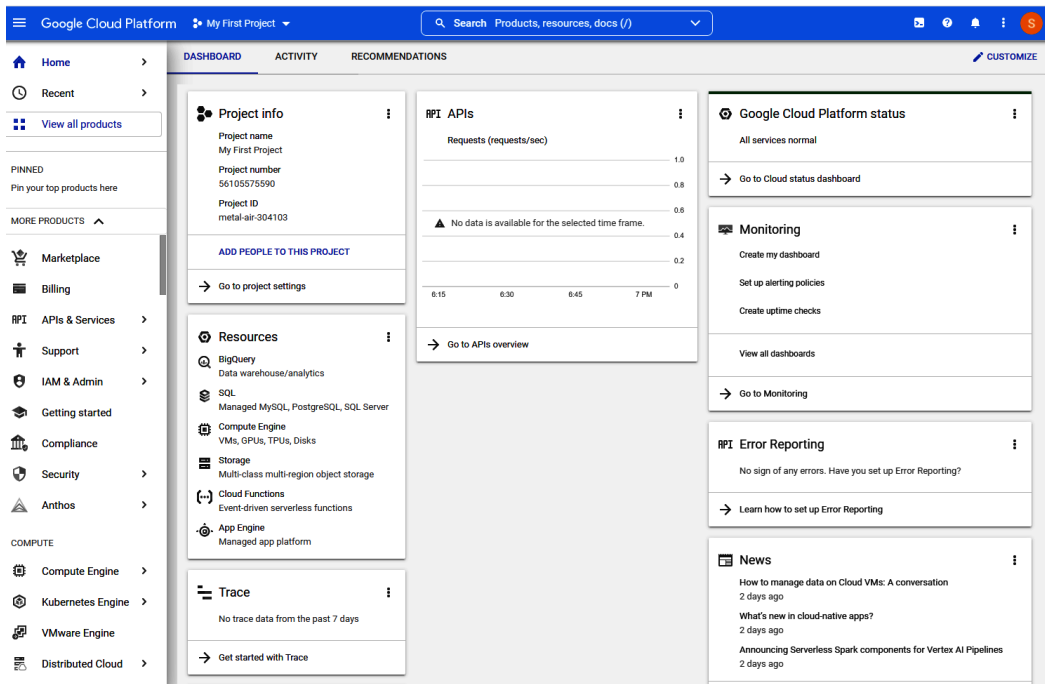 Google Cloud Platform
My First Project
Search Products, resources, docs (/)
S
Home
Recent
View all products
PINNED
Pin your top products here
MORE PRODUCTS
Marketplace
Billing
API APIs & Services
Support
IAM & Admin
Getting started
Compliance
Security
Anthos
COMPUTE
Compute Engine
Kubernetes Engine
VMware Engine
Distributed Cloud
DASHBOARD
ACTIVITY
RECOMMENDATIONS
CUSTOMIZE
Project info
Project name
My First Project
Project number
56105575590
Project ID
metal-air-304103
ADD PEOPLE TO THIS PROJECT
Go to project settings
Resources
BigQuery
Data warehouse/analytics
SQL
Managed MySQL, PostgreSQL, SQL Server
Compute Engine
VMs, GPUs, TPUs, Disks
Storage
Multi-class multi-region object storage
Cloud Functions
Event-driven serverless functions
App Engine
Managed app platform
Trace
No trace data from the past 7 days
Get started with Trace
API APIs
Requests (requests/sec)
1.0
0.8
0.6
No data is available for the selected time frame.
0.4
0.2
0
6:15 6:30 6:45 7 PM
Go to APIs overview
Google Cloud Platform status
All services normal
Go to Cloud status dashboard
Monitoring
Create my dashboard
Set up alerting policies
Create uptime checks
View all dashboards
Go to Monitoring
API Error Reporting
No sign of any errors. Have you set up Error Reporting?
Learn how to set up Error Reporting
News
How to manage data on Cloud VMs: A conversation
2 days ago
What's new in cloud-native apps?
2 days ago
Announcing Serverless Spark components for Vertex AI Pipelines
2 days ago